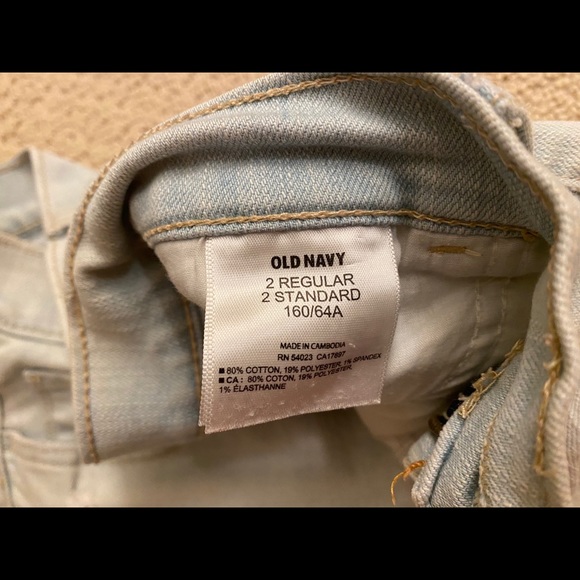 OLD NAVY
2 REGULAR
2 STANDARD
160/64A
MADE IN CAMBODIA
RN 54023 CA17897
80% COTTON, 19% POLYESTER, 1% SPANDEX
CA : 80% COTON, 19% POLYESTER,
1% ÉLASTHANNE